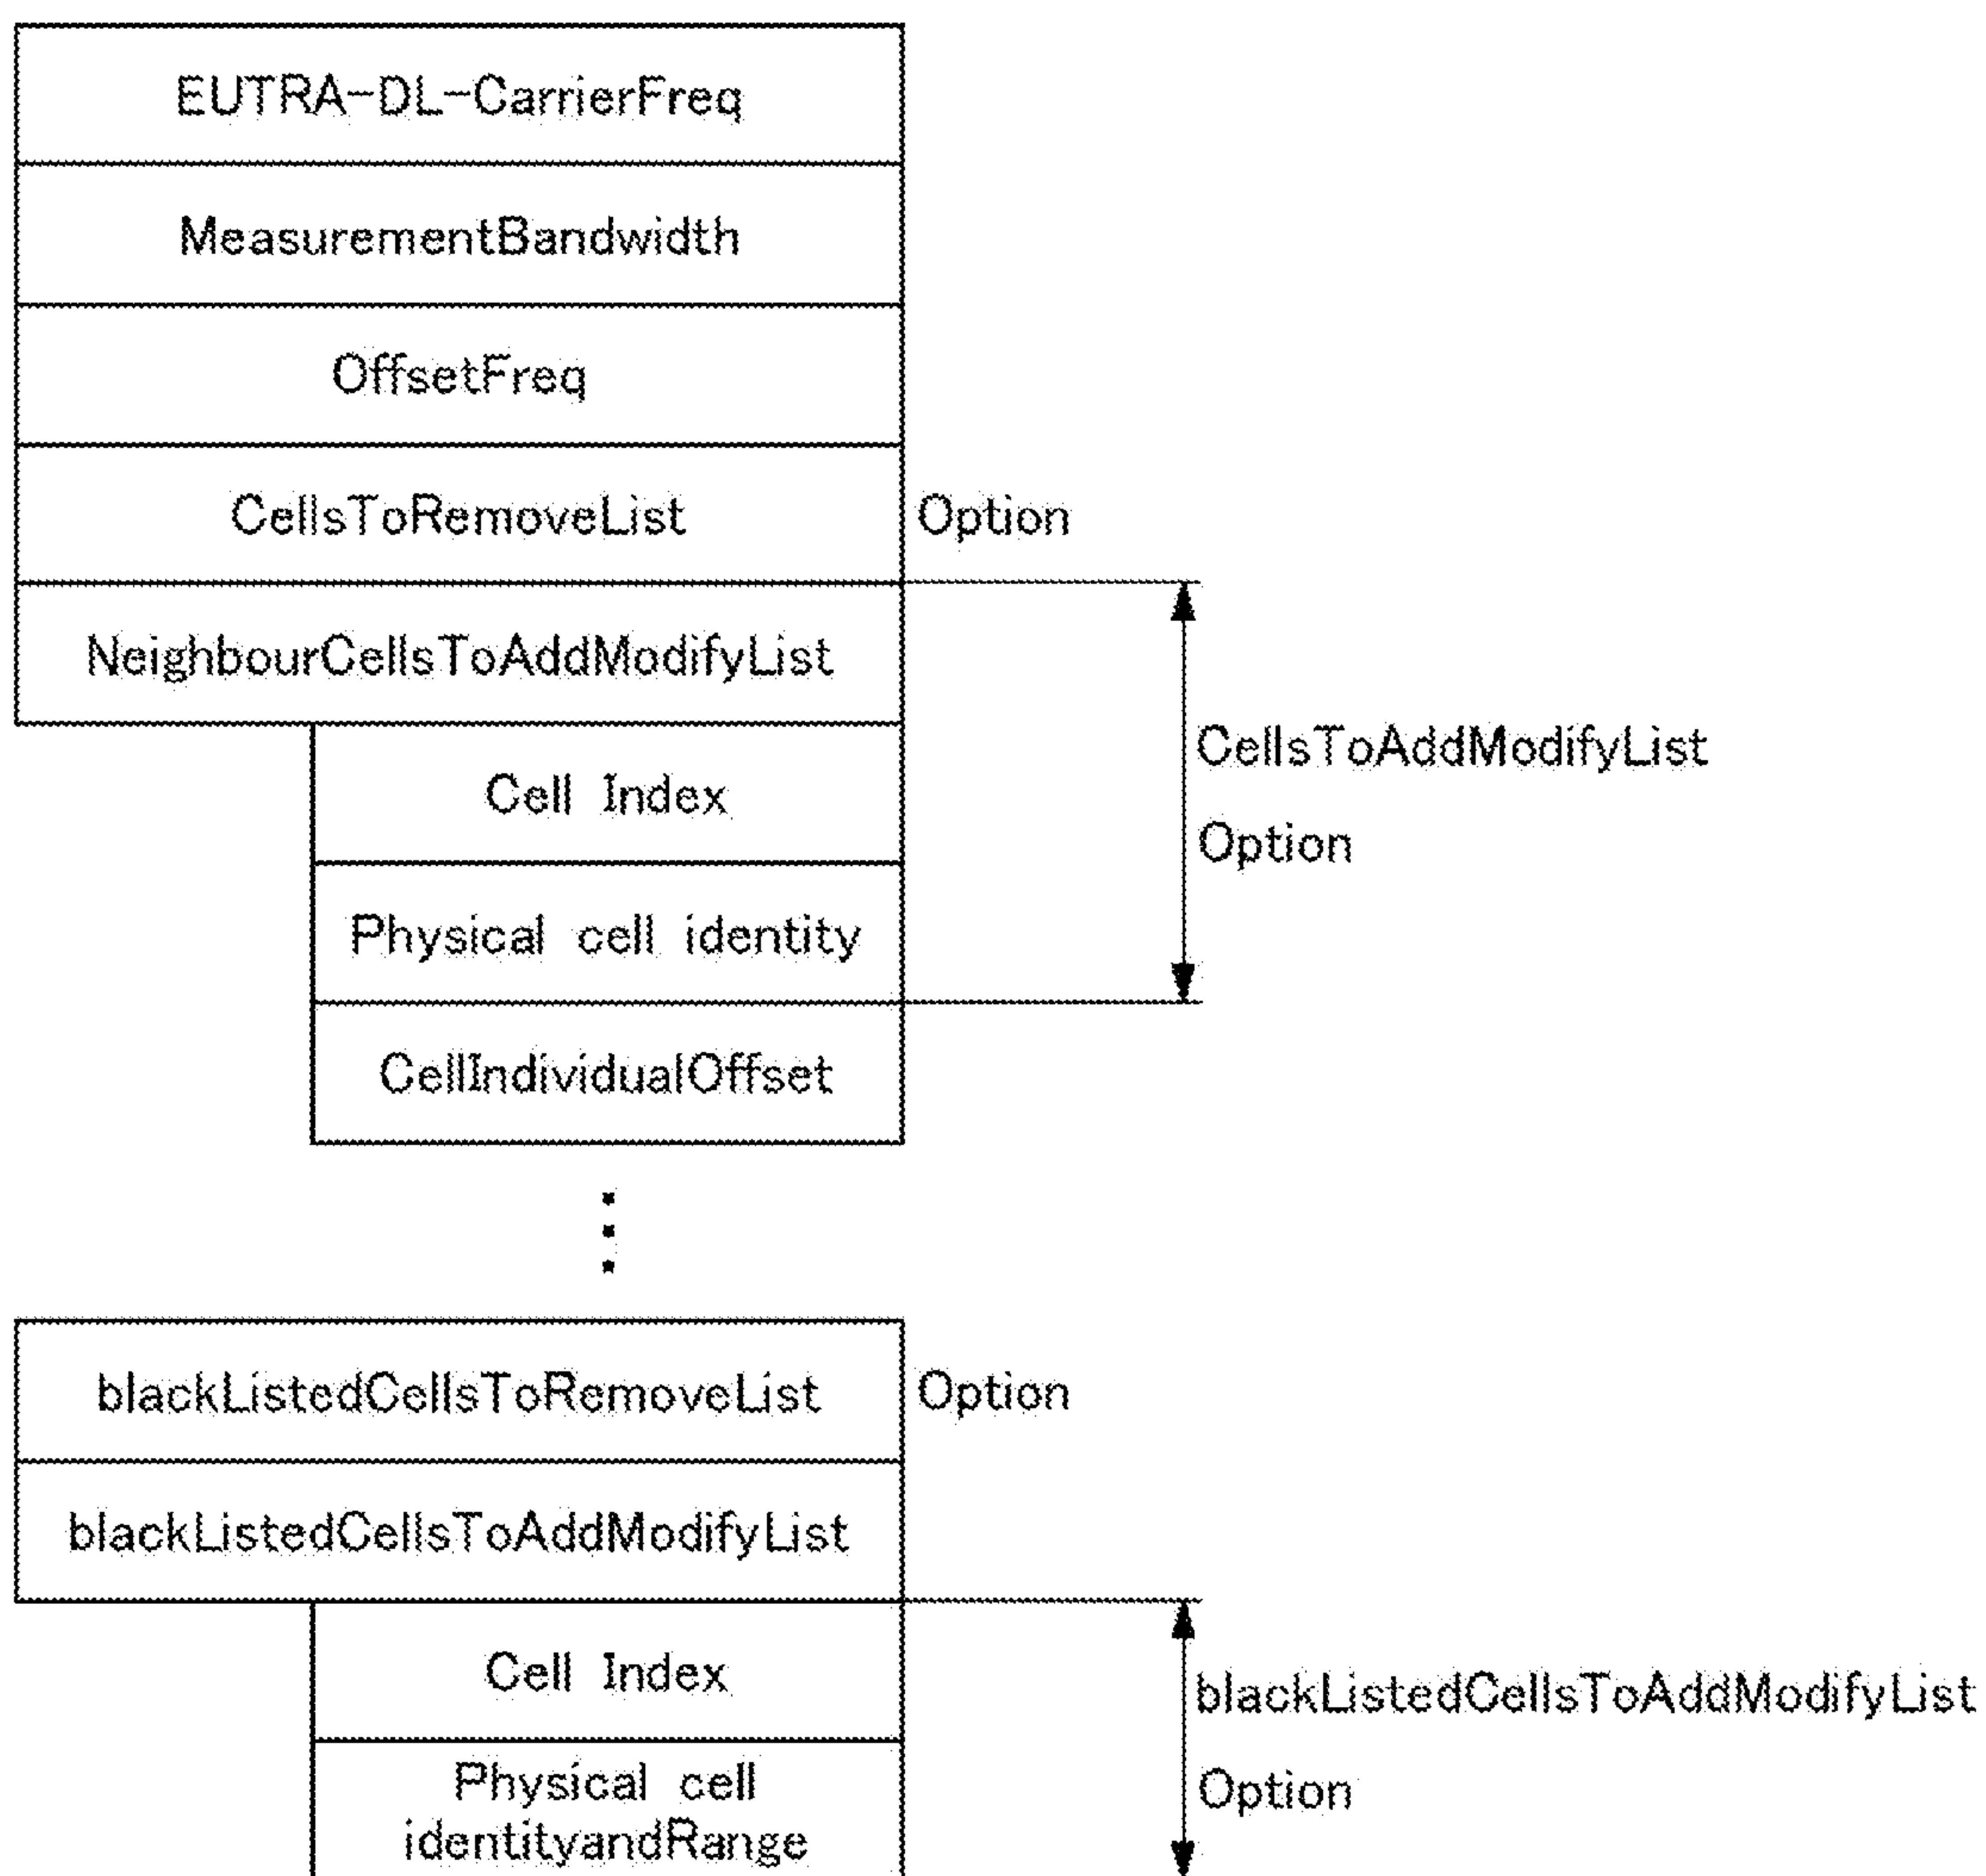 EUTRA-DL-CarrierFreq
MeasurementBandwidth
OffsetFreq
CellsToRemoveList
Option
NeighbourCellsToAddModifyList
Cell Index
CellsToAddModifyList
Option
Physical cell identity
CellIndividualOffset
blackListedCellsToRemoveList
Option
blackListedCellsToAddModifyList
Cell Index
blackListedCellsToAddModifyList
Option
Physical cell
identityandRange